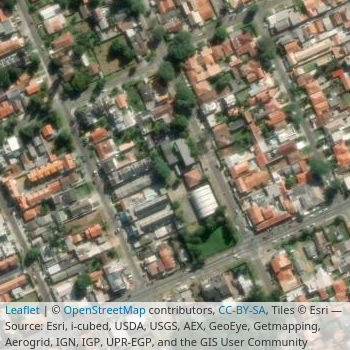 Leaflet | © OpenStreetMap contributors, CC-BY-SA, Tiles © Esri —
Source: Esri, i-cubed, USDA, USGS, AEX, GeoEye, Getmapping,
Aerogrid, IGN, IGP, UPR-EGP, and the GIS User Community